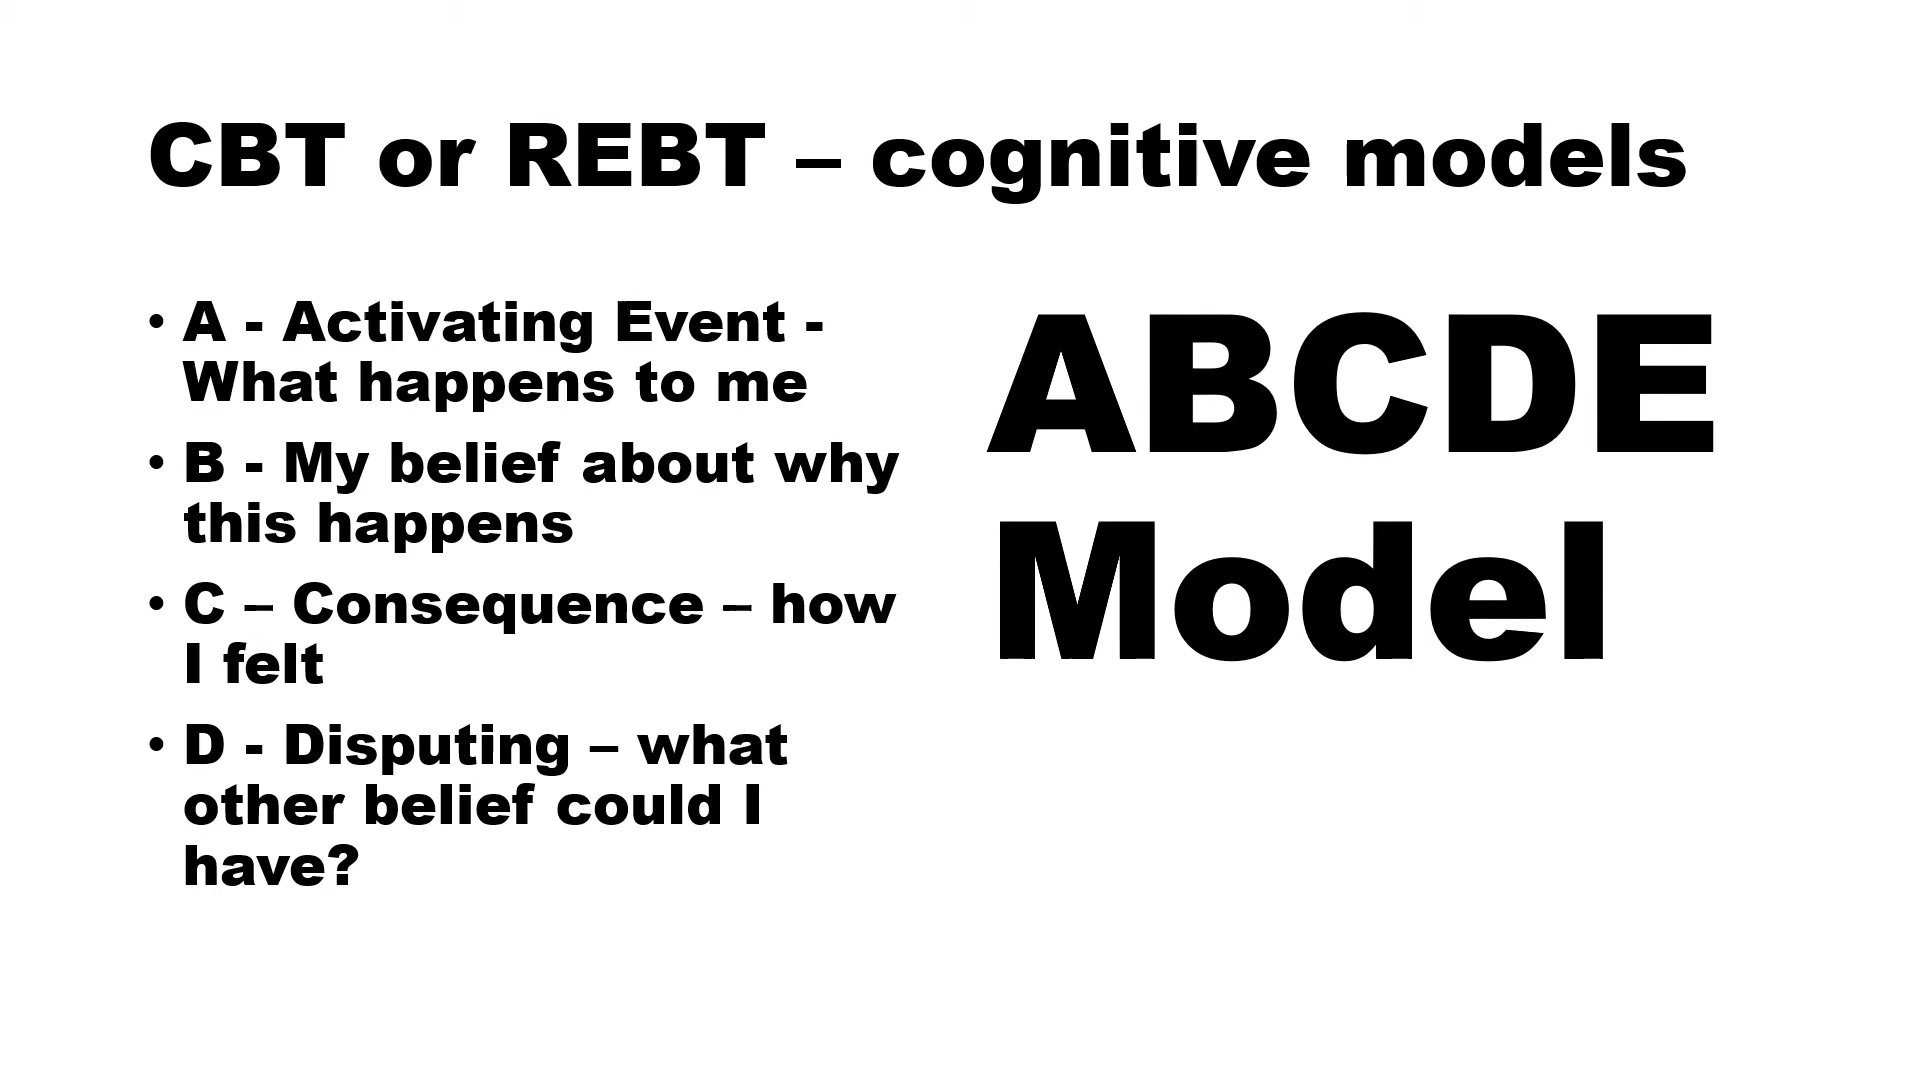 CBT or REBT – cognitive models
• A - Activating Event -
What happens to me
• B - My belief about why
this happens
• C – Consequence – how
I felt
• D - Disputing – what
other belief could I
have?
ABCDE
Model